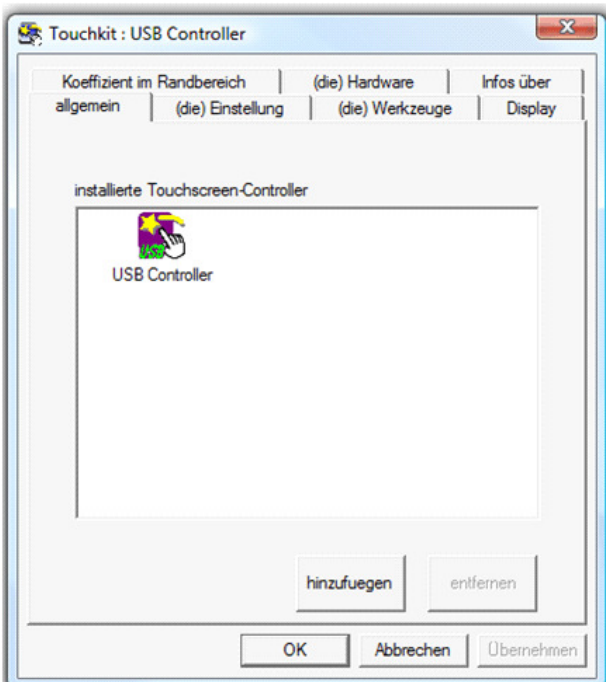 Touchkit : USB Controller
Koeffizient im Randbereich (die) Hardware Infos über
allgemein (die) Einstellung (die) Werkzeuge Display
installierte Touchscreen-Controller
USB
USB Controller
hinzufuegen entfernen
OK Abbrechen Übernehmen